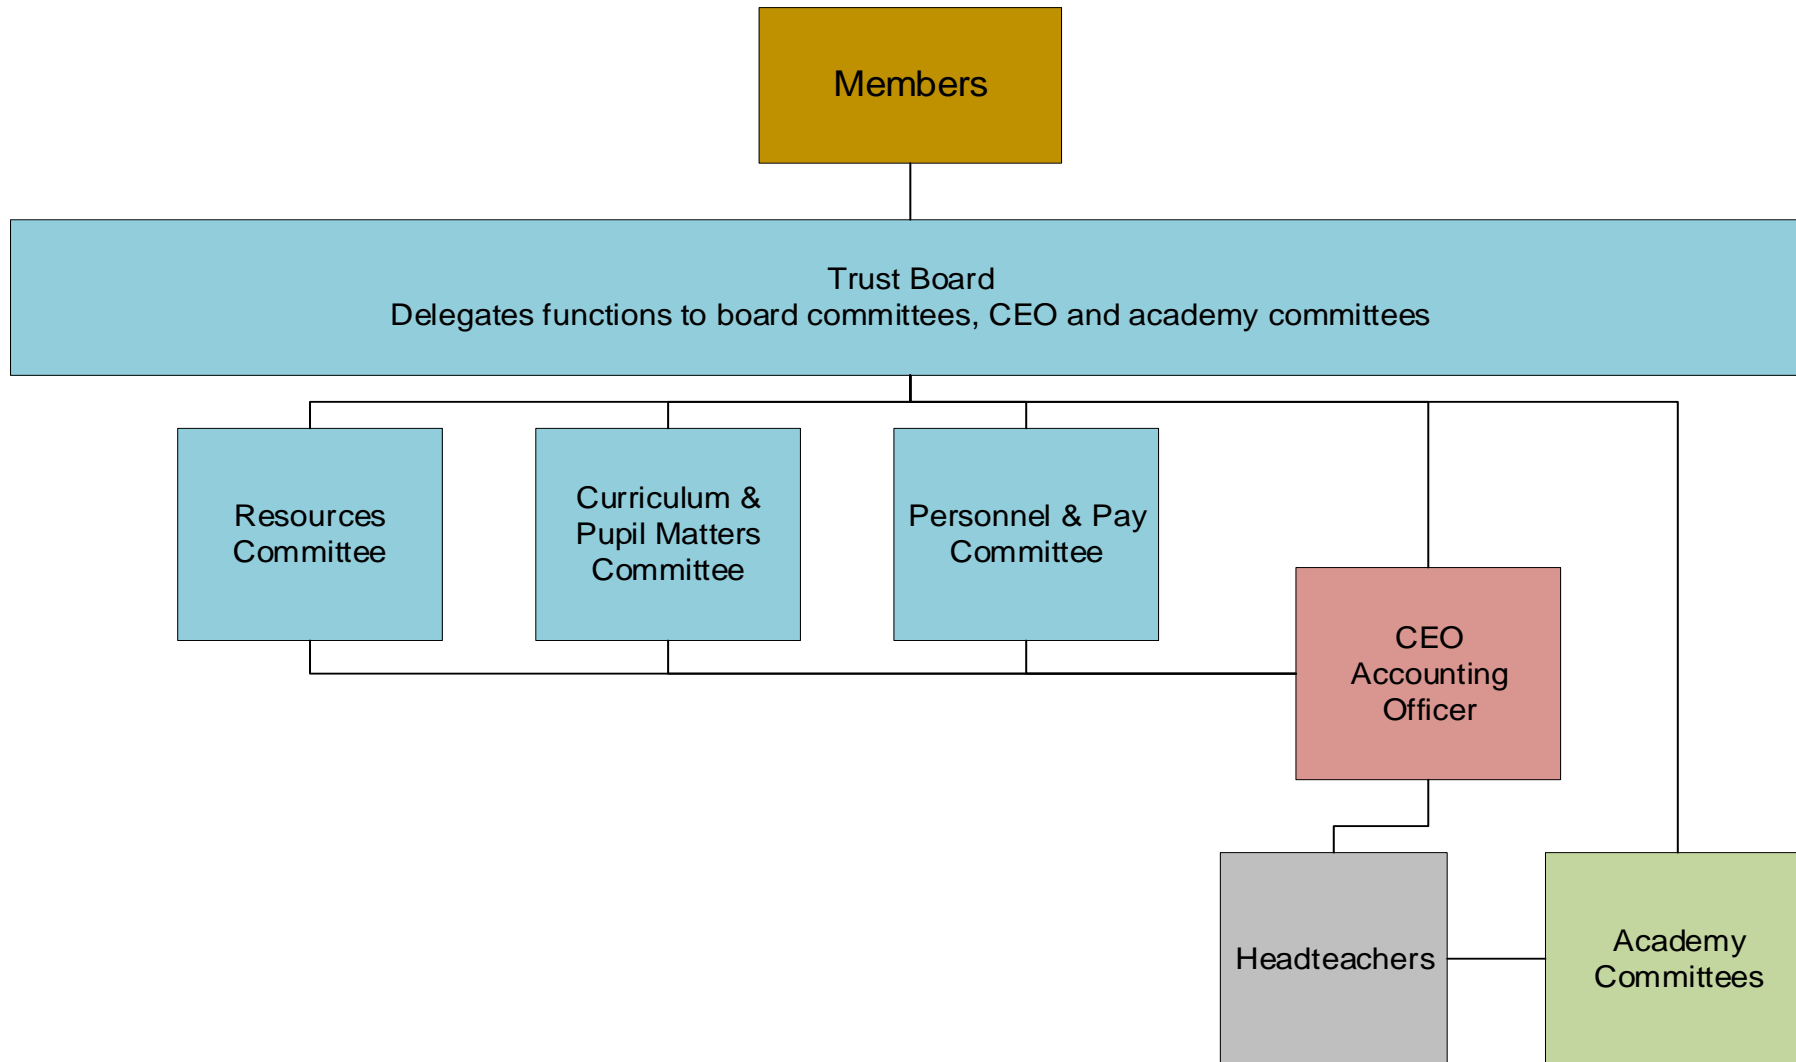 Members
Trust Board
Delegates functions to board committees, CEO and academy committees
Resources
Committee
Curriculum &
Pupil Matters
Committee
Personnel & Pay
Committee
CEO
Accounting
Officer
Headteachers
Academy
Committees